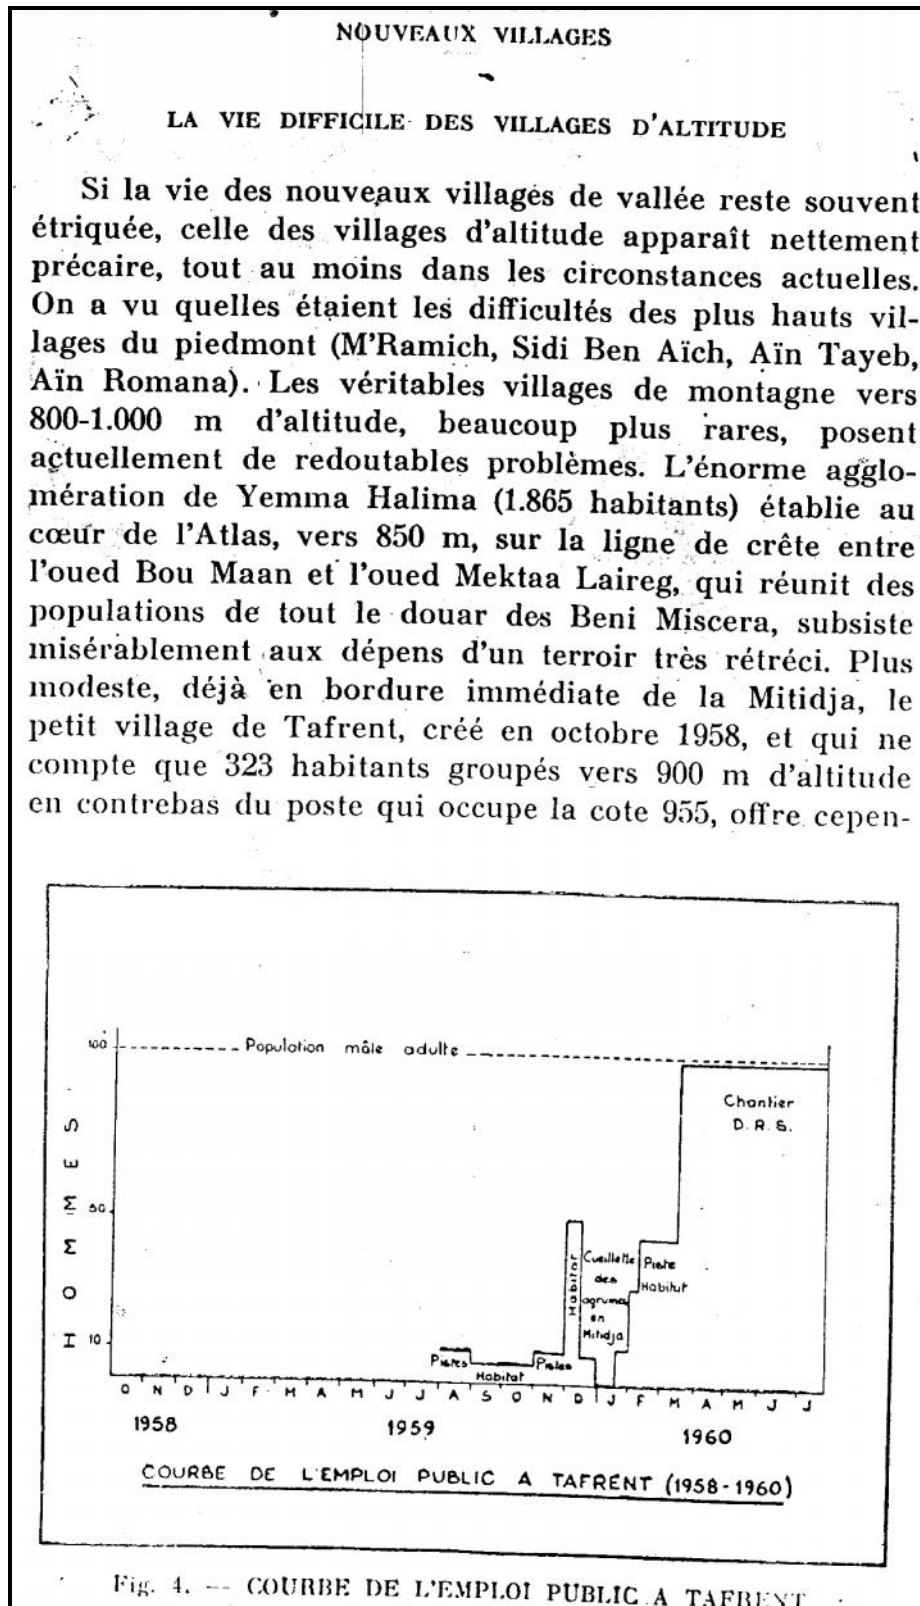 NOUVEAUX VILLAGES
LA VIE DIFFICILE DES VILLAGES D'ALTITUDE
Si la vie des nouveaux villages de vallée reste souvent
étriquée, celle des villages d'altitude apparaît nettement
précaire, tout au moins dans les circonstances actuelles.
On a vu quelles étaient les difficultés des plus hauts vil-
lages du piedmont (M'Ramich, Sidi Ben Aïch, Aïn Tayeb,
Aïn Romana). Les véritables villages de montagne vers
800-1.000 m d'altitude, beaucoup plus rares, posent
actuellement de redoutables problèmes. L'énorme agglo-
mération de Yemma Halima (1.865 habitants) établie au
cœur de l'Atlas, vers 850 m, sur la ligne de crête entre
l'oued Bou Maan et l'oued Mektaa Laireg, qui réunit des
populations de tout le douar des Beni Miscera, subsiste
misérablement aux dépens d'un terroir très rétréci. Plus
modeste, déjà en bordure immédiate de la Mitidja, le
petit village de Tafrent, créé en octobre 1958, et qui ne
compte que 323 habitants groupés vers 900 m d'altitude
en contrebas du poste qui occupe la cote 955, offre cepen-
100 Population mâle adulte
Chantier
D.R.S.
HOMMES
50
Habitat
Cueillette
des
agrumes
en
Mitidja
Piste
Habitat
10
Pistes
Habitat
Pistes
O N D J F M A M J J A S O N D J F M A M J J
1958 1959 1960
COURBE DE L'EMPLOI PUBLIC A TAFRENT (1958-1960)
Fig. 4. — COURBE DE L'EMPLOI PUBLIC A TAFRENT